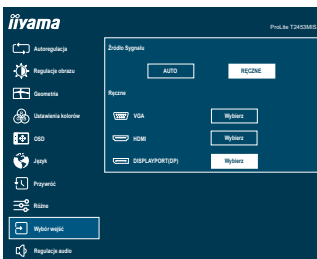 iiyama
ProLite T2453MIS
Autoregulacja
Regulacje obrazu
Geometria
Ustawienia kolorów
OSD
Język
Przywróć
Różne
Wybór wejść
Regulacje audio
Źródło Sygnału
AUTO RĘCZNE
Ręczne
VGA Wybierz
HDMI Wybierz
DISPLAYPORT(DP) Wybierz